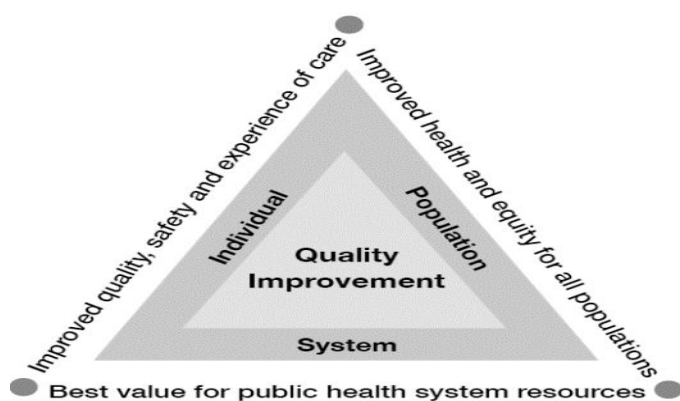 Improved quality, safety and experience of care
Improved health and equity for all populations
Individual
Population
Quality
Improvement
System
Best value for public health system resources